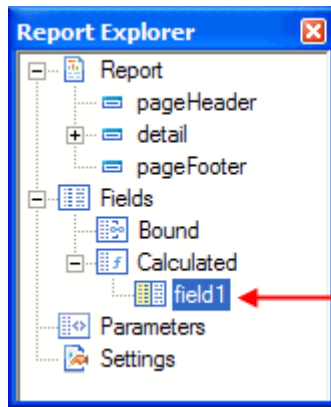 Report Explorer
Report
pageHeader
detail
pageFooter
Fields
Bound
Calculated
field1
Parameters
Settings